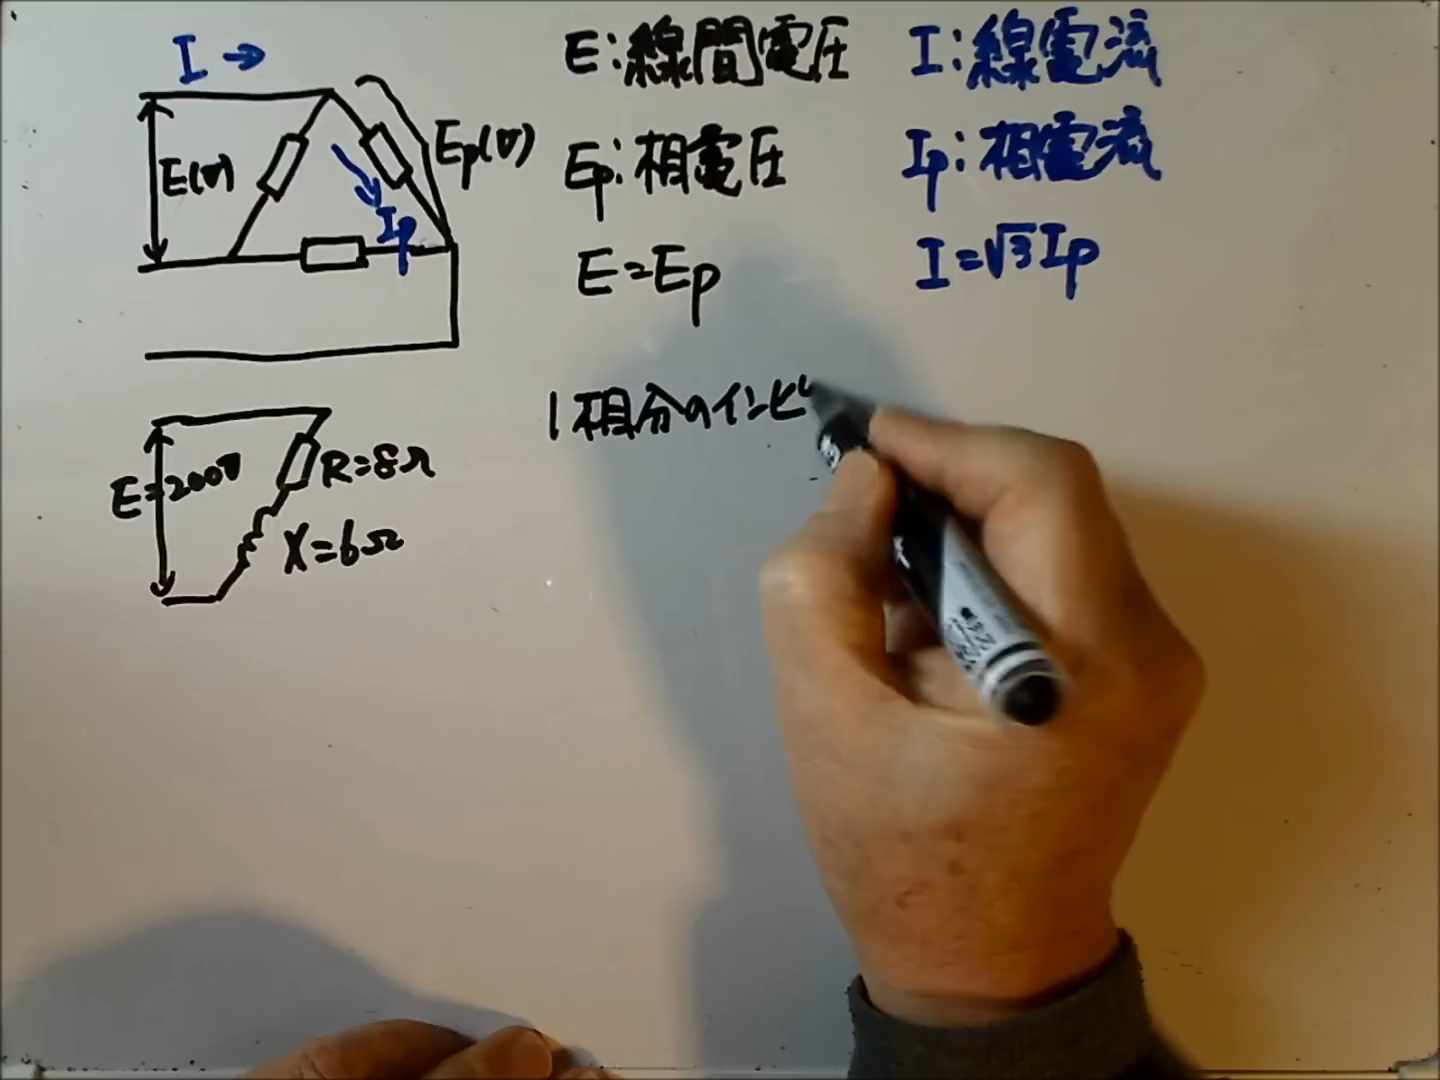 I →
E(V)
Ep(V)
Ip
E:線間電圧
I:線電流
Ep:相電圧
Ip:相電流
E=Ep
I=√3Ip
E=200V
R=8Ω
X=6Ω
1相分のインピ